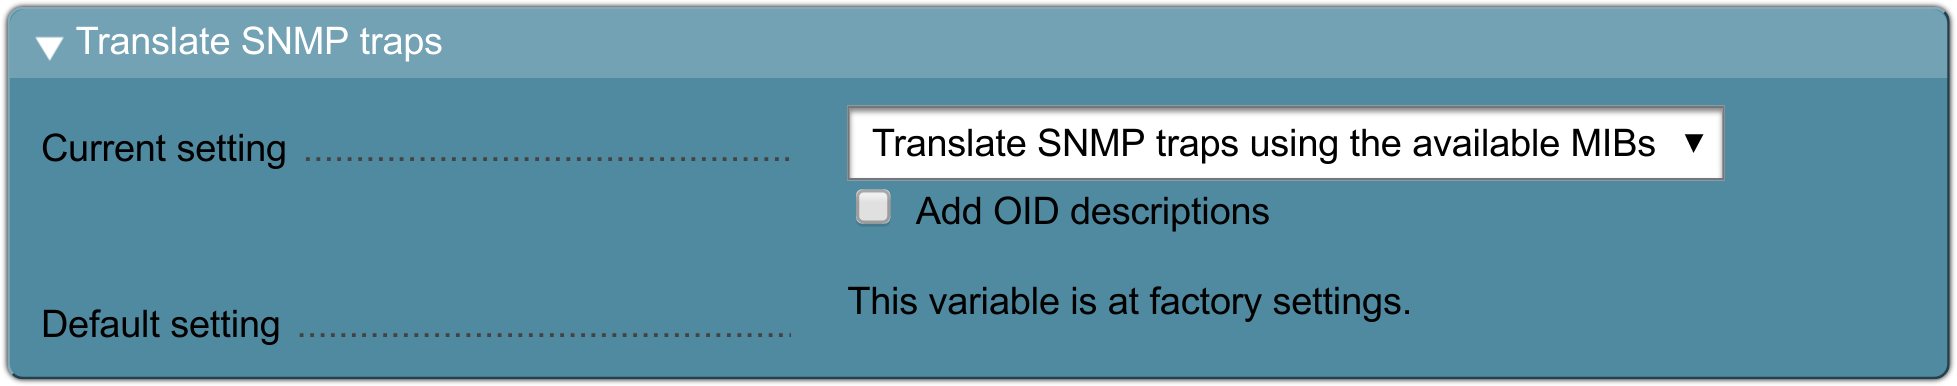 Translate SNMP traps
Current setting
Translate SNMP traps using the available MIBs
Add OID descriptions
Default setting
This variable is at factory settings.